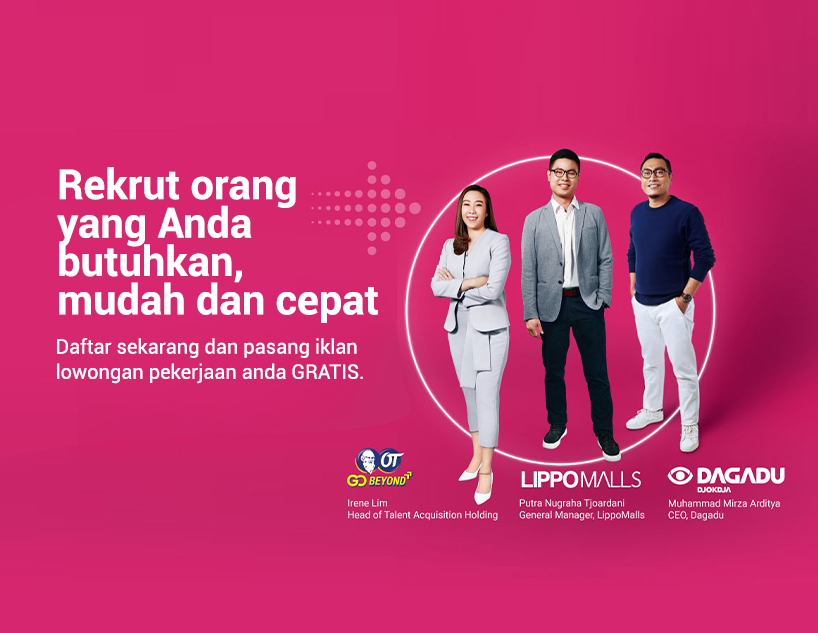 Rekrut orang
yang Anda
butuhkan,
mudah dan cepat
Daftar sekarang dan pasang iklan
lowongan pekerjaan anda GRATIS.
OT
GO BEYOND
Irene Lim
Head of Talent Acquisition Holding
LIPPOMALLS
Putra Nugraha Tjoardani
General Manager, LippoMalls
DAGADU
DJOKDJA
Muhammad Mirza Arditya
CEO, Dagadu